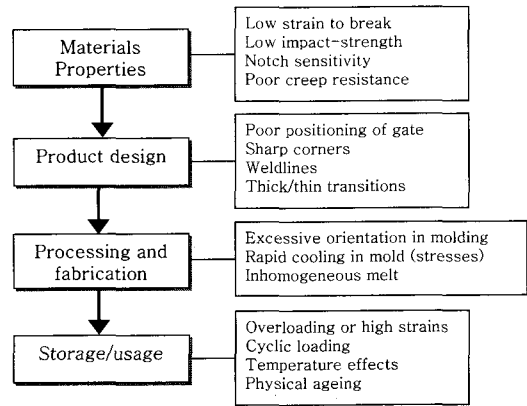 Materials
Properties
Low strain to break
Low impact-strength
Notch sensitivity
Poor creep resistance
Product design
Poor positioning of gate
Sharp corners
Weldlines
Thick/thin transitions
Processing and
fabrication
Excessive orientation in molding
Rapid cooling in mold (stresses)
Inhomogeneous melt
Storage/usage
Overloading or high strains
Cyclic loading
Temperature effects
Physical ageing